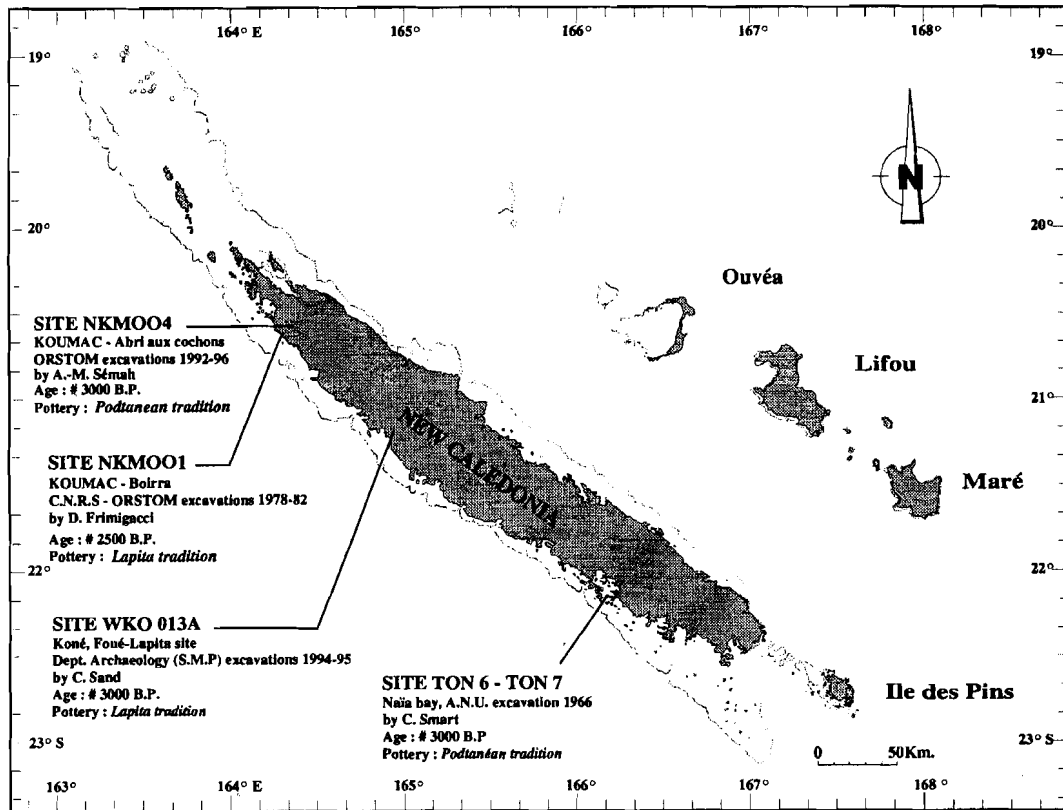 164° E 165° 166° 167° 168°
19° 19°
N
20° 20°
Ouvéa
SITE NKMOO4
KOUMAC - Abri aux cochons
ORSTOM excavations 1992-96
by A.-M. Sémah
Age : # 3000 B.P.
Pottery : Podtanean tradition
Lifou
21°
NEW CALEDONIA
SITE NKMOO1
KOUMAC - Boirra
C.N.R.S - ORSTOM excavations 1978-82
by D. Frimigacci
Age : # 2500 B.P.
Pottery : Lapita tradition
Maré
22° 22°
SITE WKO 013A
Koné, Foué-Lapita site
Dept. Archaeology (S.M.P) excavations 1994-95
by C. Sand
Age : # 3000 B.P.
Pottery : Lapita tradition
SITE TON 6 - TON 7
Naïa bay, A.N.U. excavation 1966
by C. Smart
Age : # 3000 B.P
Pottery : Podtanéan tradition
Ile des Pins
23° S 23° S
0 50Km.
163° 164° E 165° 166° 167° 168°